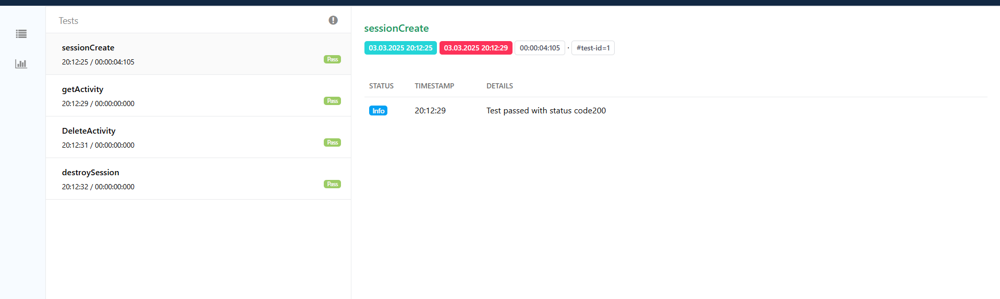 Tests
sessionCreate
20:12:25 / 00:00:04:105
Pass
getActivity
20:12:29 / 00:00:00:000
Pass
DeleteActivity
20:12:31 / 00:00:00:000
Pass
destroySession
20:12:32 / 00:00:00:000
Pass
sessionCreate
03.03.2025 20:12:25 03.03.2025 20:12:29 00:00:04:105 · #test-id=1
STATUS TIMESTAMP DETAILS
Info 20:12:29 Test passed with status code200